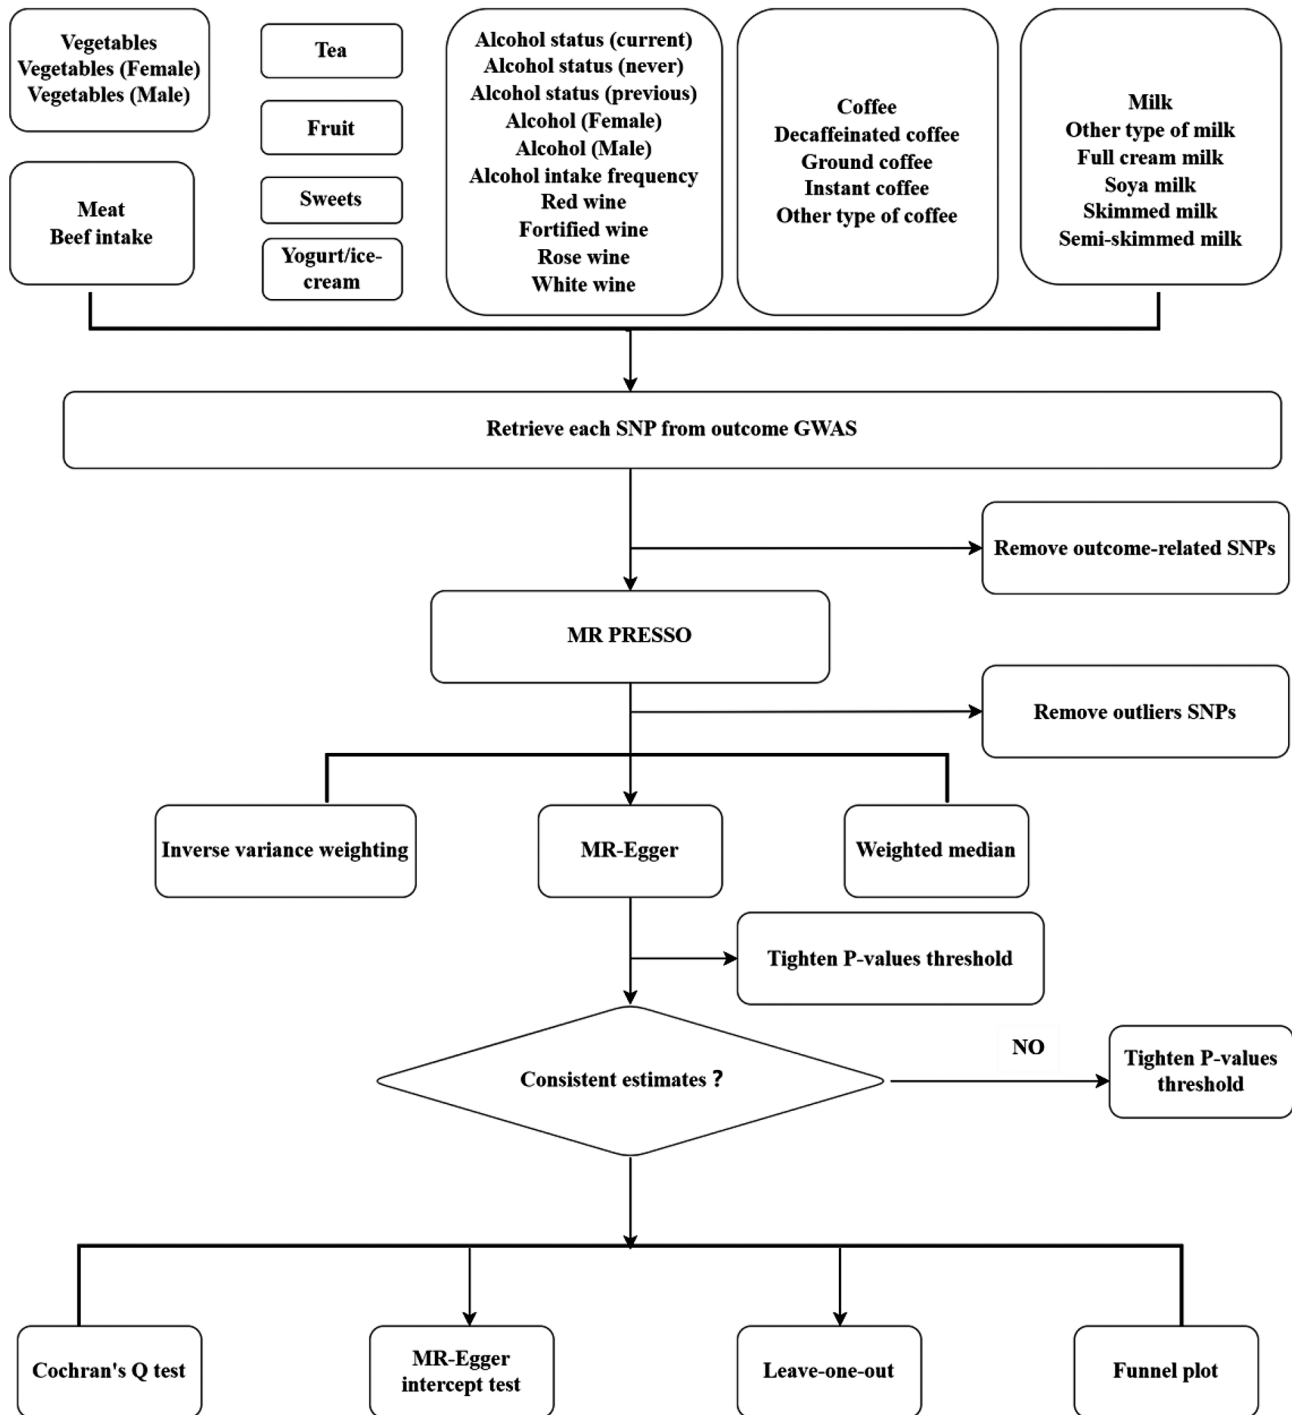 Vegetables
Vegetables (Female)
Vegetables (Male)
Meat
Beef intake
Tea
Fruit
Sweets
Yogurt/ice-
cream
Alcohol status (current)
Alcohol status (never)
Alcohol status (previous)
Alcohol (Female)
Alcohol (Male)
Alcohol intake frequency
Red wine
Fortified wine
Rose wine
White wine
Coffee
Decaffeinated coffee
Ground coffee
Instant coffee
Other type of coffee
Milk
Other type of milk
Full cream milk
Soya milk
Skimmed milk
Semi-skimmed milk
Retrieve each SNP from outcome GWAS
Remove outcome-related SNPs
MR PRESSO
Remove outliers SNPs
Inverse variance weighting
MR-Egger
Weighted median
Tighten P-values threshold
Consistent estimates ?
NO
Tighten P-values
threshold
Cochran's Q test
MR-Egger
intercept test
Leave-one-out
Funnel plot